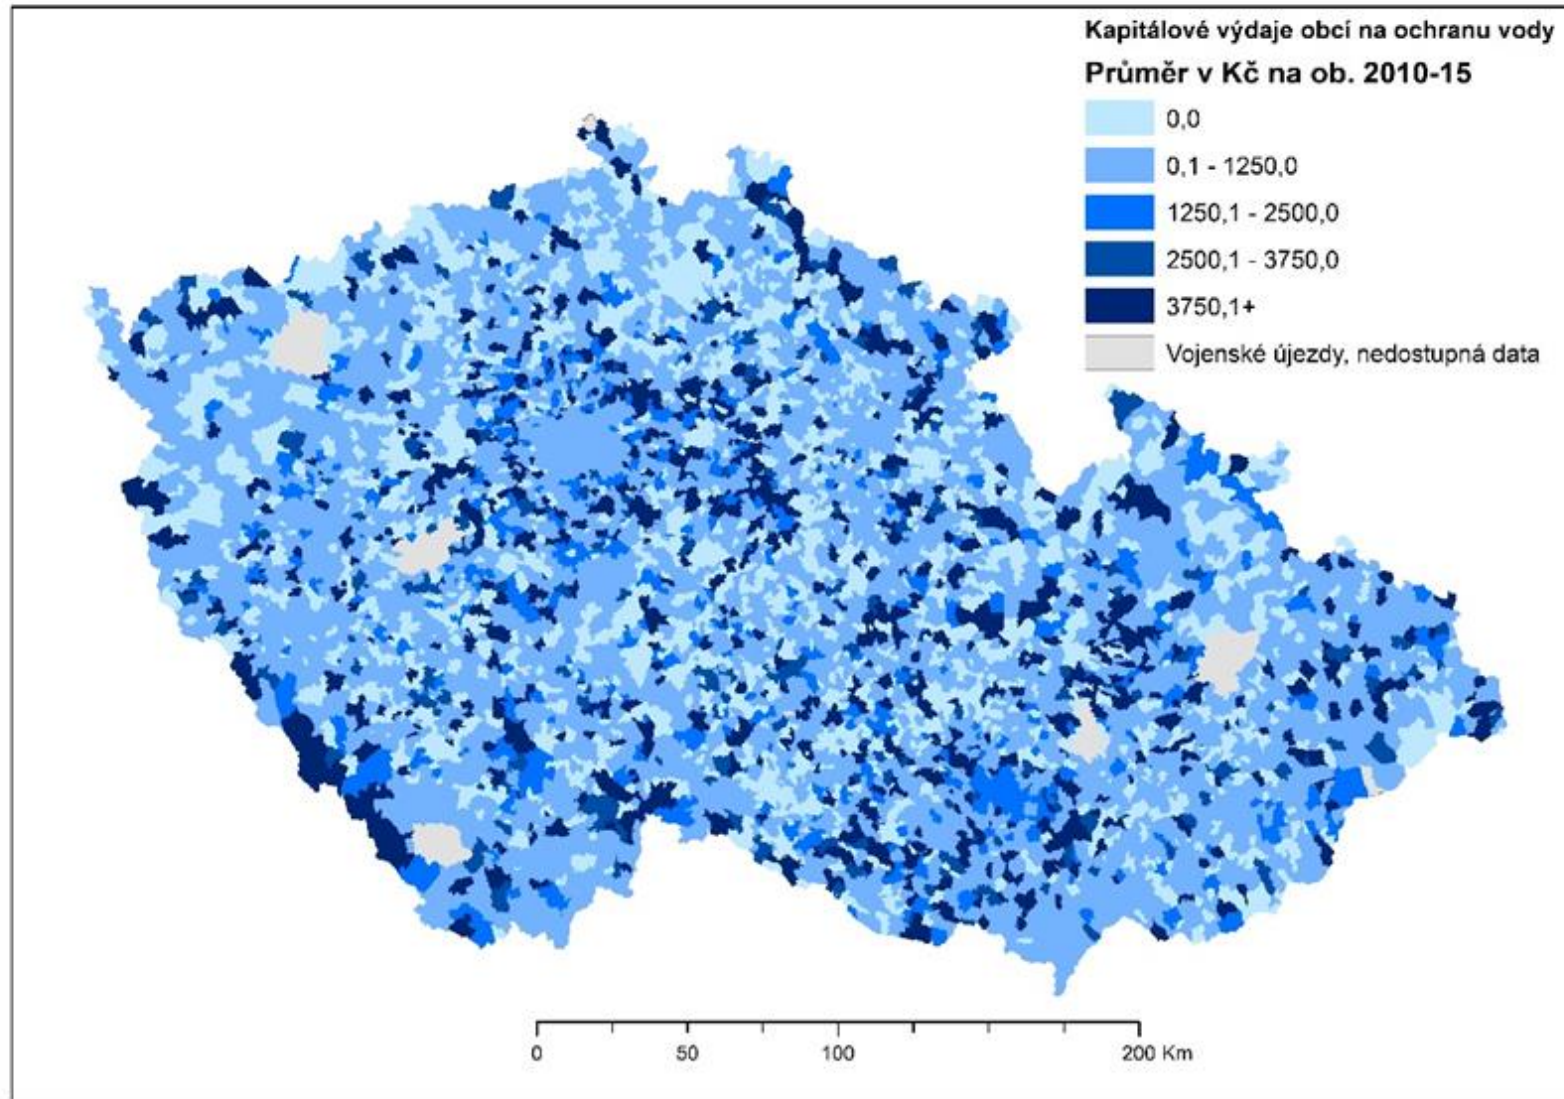 Kapitálové výdaje obcí na ochranu vody
Průměr v Kč na ob. 2010-15
0,0
0,1 - 1250,0
1250,1 - 2500,0
2500,1 - 3750,0
3750,1+
Vojenské újezdy, nedostupná data
0 50 100 200 Km